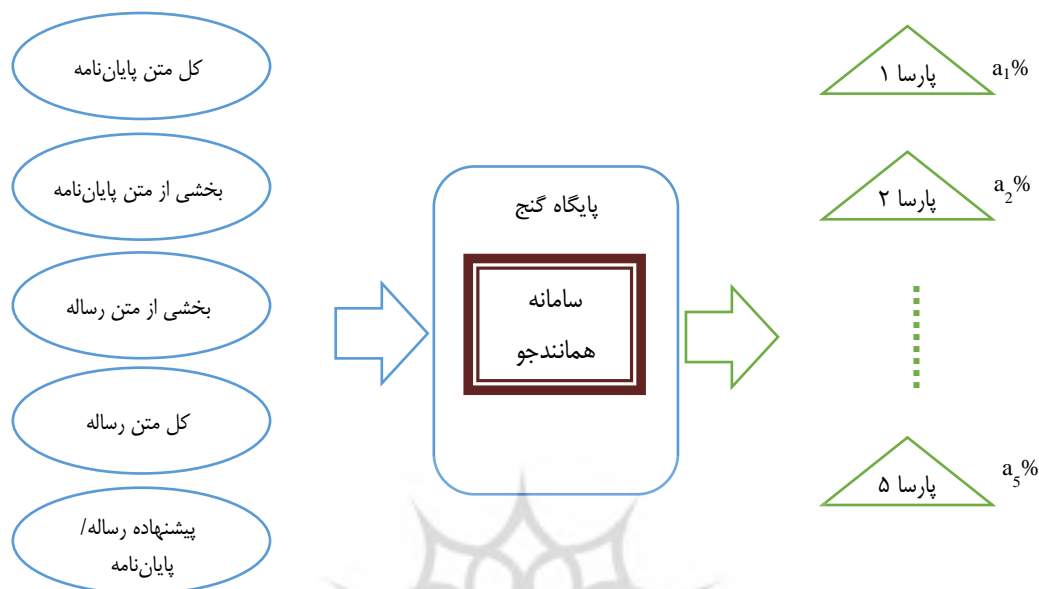 کل متن پایان‌نامه
بخشی از متن پایان‌نامه
بخشی از متن رساله
کل متن رساله
پیشنهاده رساله/
پایان‌نامه
پایگاه گنج
سامانه
همانندجو
پارسا ۱
a₁%
پارسا ۲
a₂%
پارسا ۵
a₅%